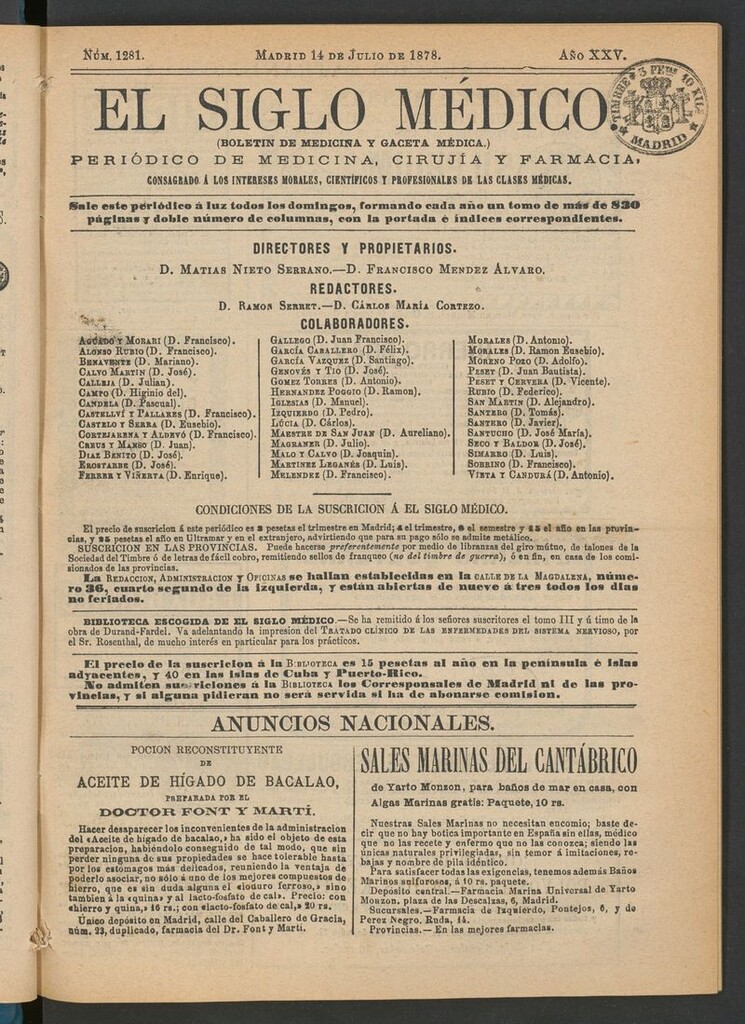 NÚM. 1281. MADRID 14 DE JULIO DE 1878. AÑO XXV.
EL SIGLO MÉDICO
TIMBRE 3 PETAS 10 KILS
MADRID
(BOLETIN DE MEDICINA Y GACETA MÉDICA.)
PERIÓDICO DE MEDICINA, CIRUJÍA Y FARMACIA,
CONSAGRADO Á LOS INTERESES MORALES, CIENTÍFICOS Y PROFESIONALES DE LAS CLASES MÉDICAS.
Sale este periódico á luz todos los domingos, formando cada año un tomo de más de 830
páginas y doble número de columnas, con la portada é índices correspondientes.
DIRECTORES Y PROPIETARIOS.
D. MATIAS NIETO SERRANO.—D. FRANCISCO MENDEZ ALVARO.
REDACTORES.
D. RAMON SERRET.—D. CÁRLOS MARÍA CORTEZO.
COLABORADORES.
AGUADO Y MORARI (D. Francisco).
ALONSO RUBIO (D. Francisco).
BENAVENTE (D. Mariano).
CALVO MARTIN (D. José).
CALLEJA (D. Julian).
CAMPO (D. Higinio del).
CANDELA (D. Pascual).
CASTELLVÍ Y PALLARES (D. Francisco).
CASTELO Y SERRA (D. Eusebio).
CORTEJARENA Y ALDEVÓ (D. Francisco).
CREUS Y MANSO (D. Juan).
DIAZ BENITO (D. José).
EROSTARBE (D. José).
FERRER Y VIÑERTA (D. Enrique).
GALLEGO (D. Juan Francisco).
GARCÍA CABALLERO (D. Félix).
GARCÍA VAZQUEZ (D. Santiago).
GENOVÉS Y TIO (D. José).
GOMEZ TORRES (D. Antonio).
HERNANDEZ POGGIO (D. Ramon).
IGLESIAS (D. Manuel).
IZQUIERDO (D. Pedro).
LÚCIA (D. Cárlos).
MAESTRE DE SAN JUAN (D. Aureliano).
MAGRANER (D. Julio).
MALO Y CALVO (D. Joaquin).
MARTINEZ LEGANÉS (D. Luis).
MELENDEZ (D. Francisco).
MORALES (D. Antonio).
MORALES (D. Ramon Eusebio).
MORENO POZO (D. Adolfo).
PESET (D. Juan Bautista).
PESET Y CERVERA (D. Vicente).
RUBIO (D. Federico).
SAN MARTIN (D. Alejandro).
SANTERO (D. Tomás).
SANTERO (D. Javier).
SANTUCHO (D. José María).
SECO Y BALDOR (D. José).
SIMARRO (D. Luis).
SOBRINO (D. Francisco).
VIETA Y CANDURÁ (D. Antonio).
CONDICIONES DE LA SUSCRICION Á EL SIGLO MÉDICO.
El precio de suscricion á este periódico es 3 pesetas el trimestre en Madrid; 4 el trimestre, 8 el semestre y 15 el año en las provin-
cias, y 25 pesetas el año en Ultramar y en el extranjero, advirtiendo que para su pago sólo se admite metálico.
SUSCRICION EN LAS PROVINCIAS. Puede hacerse preferentemente por medio de libranzas del giro mútuo, de talones de la
Sociedad del Timbre ó de letras de fácil cobro, remitiendo sellos de franqueo (no del timbre de guerra), ó en fin, en casa de los comi-
sionados de las provincias.
LA REDACCION, ADMINISTRACION Y OFICINAS se hallan establecidas en la CALLE DE LA MAGDALENA, núme-
ro 36, cuarto segundo de la izquierda, y están abiertas de nueve á tres todos los dias
no feriados.
BIBLIOTECA ESCOGIDA DE EL SIGLO MÉDICO.—Se ha remitido á los señores suscritores el tomo III y ú timo de la
obra de Durand-Fardel. Va adelantando la impresion del TRATADO CLÍNICO DE LAS ENFERMEDADES DEL SISTEMA NERVIOSO, por
el Sr. Rosenthal, de mucho interés en particular para los prácticos.
El precio de la suscricion á la BIBLIOTECA es 15 pesetas al año en la península é islas
adyacentes, y 40 en las islas de Cuba y Puerto-Rico.
No admiten suscriciones á la BIBLIOTECA los Corresponsales de Madrid ni de las pro-
vincias, y si alguna pidieran no será servida si ha de abonarse comision.
ANUNCIOS NACIONALES.
POCION RECONSTITUYENTE
DE
ACEITE DE HÍGADO DE BACALAO,
PREPARADA POR EL
DOCTOR FONT Y MARTÍ.
Hacer desaparecer los inconvenientes de la administracion
del «Aceite de hígado de bacalao,» ha sido el objeto de esta
preparacion, habiéndolo conseguido de tal modo, que sin
perder ninguna de sus propiedades se hace tolerable hasta
por los estómagos más delicados, reuniendo la ventaja de
poderlo asociar, no sólo á uno de los mejores compuestos de
hierro, que es sin duda alguna el «ioduro ferroso,» sino
tambien á la «quina» y al «lacto-fosfato de cal». Precio: con
«hierro y quina,» 16 rs.; con «lacto-fosfato de cal,» 20 rs.
Único depósito en Madrid, calle del Caballero de Gracia,
núm. 23, duplicado, farmacia del Dr. Font y Martí.
SALES MARINAS DEL CANTÁBRICO
de Yarto Monzon, para baños de mar en casa, con
Algas Marinas gratis: Paquete, 10 rs.
Nuestras Sales Marinas no necesitan encomio; baste de-
cir que no hay botica importante en España sin ellas, médico
que no las recete y enfermo que no las conozca; siendo las
únicas naturales privilegiadas, sin temor á imitaciones, re-
bajas y nombre de pila idéntico.
Para satisfacer todas las exigencias, tenemos además Baños
Marinos sulfurosos, á 10 rs. paquete.
Depósito central.—Farmacia Marina Universal de Yarto
Monzon, plaza de las Descalzas, 6, Madrid.
Sucursales.—Farmacia de Izquierdo, Pontejos, 6, y de
Perez Negro, Ruda, 14.
Provincias.—En las mejores farmacias.